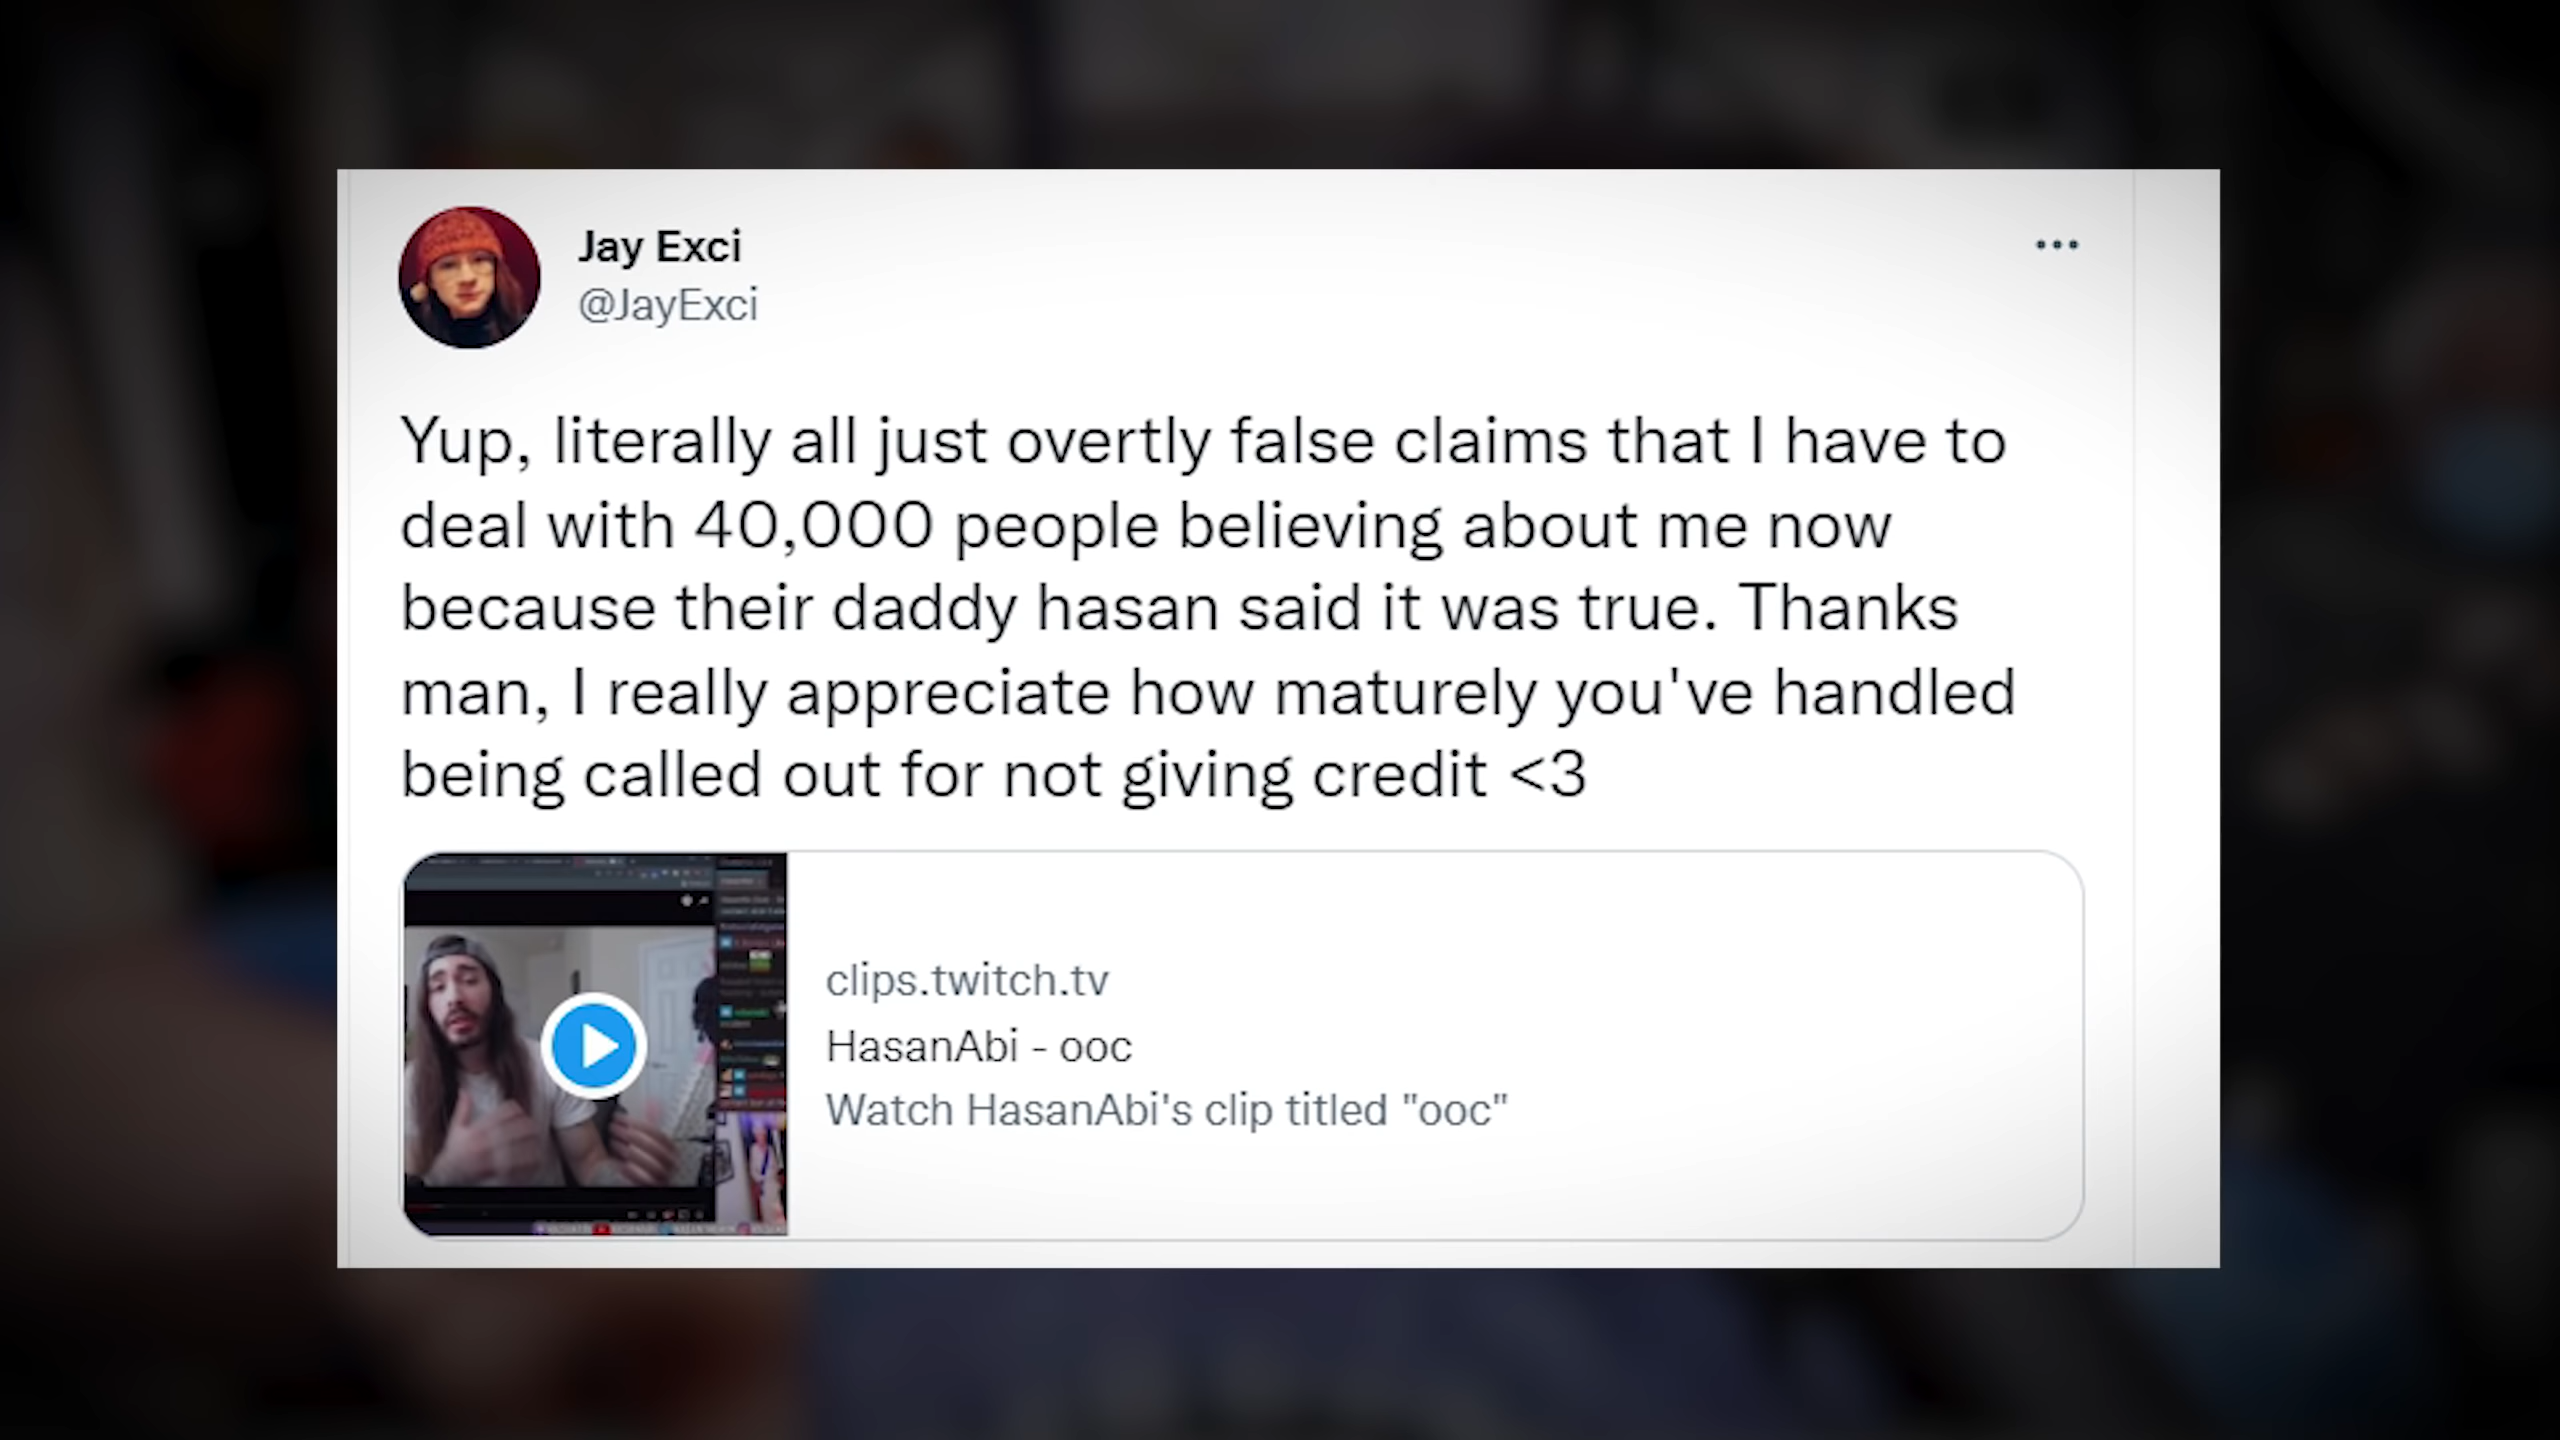 Jay Exci
@JayExci
Yup, literally all just overtly false claims that I have to
deal with 40,000 people believing about me now
because their daddy hasan said it was true. Thanks
man, I really appreciate how maturely you've handled
being called out for not giving credit <3
clips.twitch.tv
HasanAbi - ooc
Watch HasanAbi's clip titled "ooc"